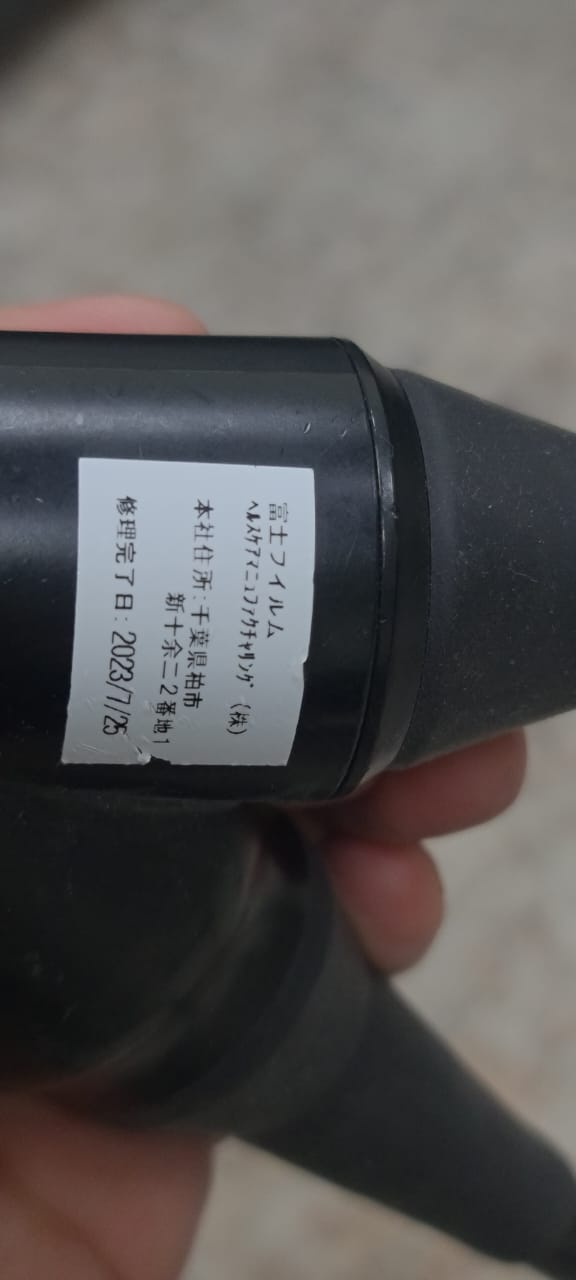 富士フイルム
ヘルスケアマニュファクチャリング (株)
本社住所:千葉県柏市
新十余二2番地1
修理完了日: 2023/7/25